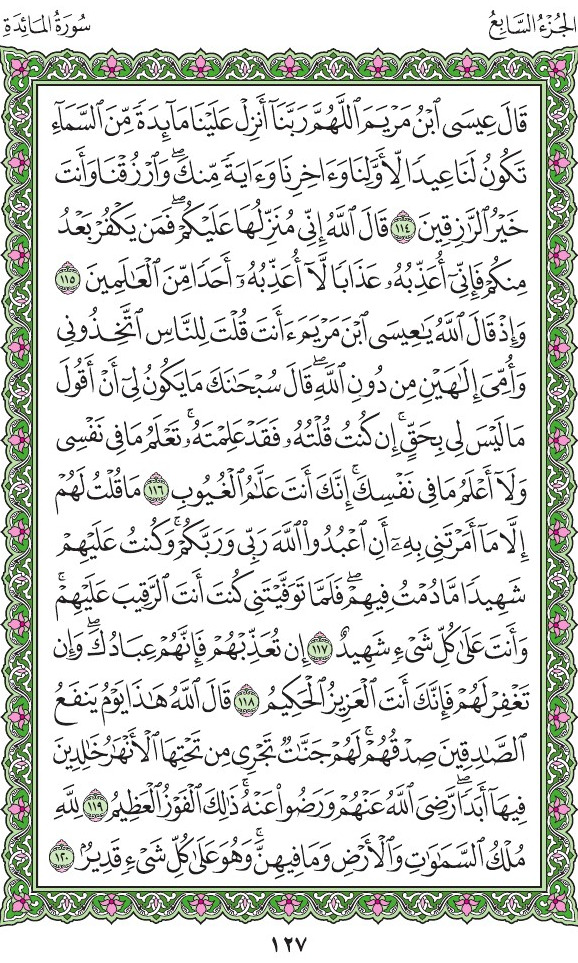 الجُزْءُ السَّابِعُ
سُورَةُ المَائِدَةِ
قَالَ عِيسَى ٱبْنُ مَرْيَمَ ٱللَّهُمَّ رَبَّنَآ أَنزِلْ عَلَيْنَا مَآئِدَةً مِّنَ ٱلسَّمَآءِ
تَكُونُ لَنَا عِيدًا لِّأَوَّلِنَا وَءَاخِرِنَا وَءَايَةً مِّنكَۖ وَٱرْزُقْنَا وَأَنتَ
خَيْرُ ٱلرَّٰزِقِينَ ١١٤ قَالَ ٱللَّهُ إِنِّى مُنَزِّلُهَا عَلَيْكُمْۖ فَمَن يَكْفُرْ بَعْدُ
مِنكُمْ فَإِنِّىٓ أُعَذِّبُهُۥ عَذَابًا لَّآ أُعَذِّبُهُۥٓ أَحَدًا مِّنَ ٱلْعَٰلَمِينَ ١١٥
وَإِذْ قَالَ ٱللَّهُ يَٰعِيسَى ٱبْنَ مَرْيَمَ ءَأَنتَ قُلْتَ لِلنَّاسِ ٱتَّخِذُونِى
وَأُمِّىَ إِلَٰهَيْنِ مِن دُونِ ٱللَّهِۖ قَالَ سُبْحَٰنَكَ مَا يَكُونُ لِىٓ أَنْ أَقُولَ
مَا لَيْسَ لِى بِحَقٍّۚ إِن كُنتُ قُلْتُهُۥ فَقَدْ عَلِمْتَهُۥۚ تَعْلَمُ مَا فِى نَفْسِى
وَلَآ أَعْلَمُ مَا فِى نَفْسِكَۚ إِنَّكَ أَنتَ عَلَّٰمُ ٱلْغُيُوبِ ١١٦ مَا قُلْتُ لَهُمْ
إِلَّا مَآ أَمَرْتَنِى بِهِۦٓ أَنِ ٱعْبُدُوا۟ ٱللَّهَ رَبِّى وَرَبَّكُمْۚ وَكُنتُ عَلَيْهِمْ
شَهِيدًا مَّا دُمْتُ فِيهِمْۖ فَلَمَّا تَوَفَّيْتَنِى كُنتَ أَنتَ ٱلرَّقِيبَ عَلَيْهِمْۚ
وَأَنتَ عَلَىٰ كُلِّ شَىْءٍ شَهِيدٌ ١١٧ إِن تُعَذِّبْهُمْ فَإِنَّهُمْ عِبَادُكَۖ وَإِن
تَغْفِرْ لَهُمْ فَإِنَّكَ أَنتَ ٱلْعَزِيزُ ٱلْحَكِيمُ ١١٨ قَالَ ٱللَّهُ هَٰذَا يَوْمُ يَنفَعُ
ٱلصَّٰدِقِينَ صِدْقُهُمْۚ لَهُمْ جَنَّٰتٌ تَجْرِى مِن تَحْتِهَا ٱلْأَنْهَٰرُ خَٰلِدِينَ
فِيهَآ أَبَدًاۖ رَّضِىَ ٱللَّهُ عَنْهُمْ وَرَضُوا۟ عَنْهُۚ ذَٰلِكَ ٱلْفَوْزُ ٱلْعَظِيمُ ١١٩ لِلَّهِ
مُلْكُ ٱلسَّمَٰوَٰتِ وَٱلْأَرْضِ وَمَا فِيهِنَّۚ وَهُوَ عَلَىٰ كُلِّ شَىْءٍ قَدِيرٌۢ ١٢٠
١٢٧